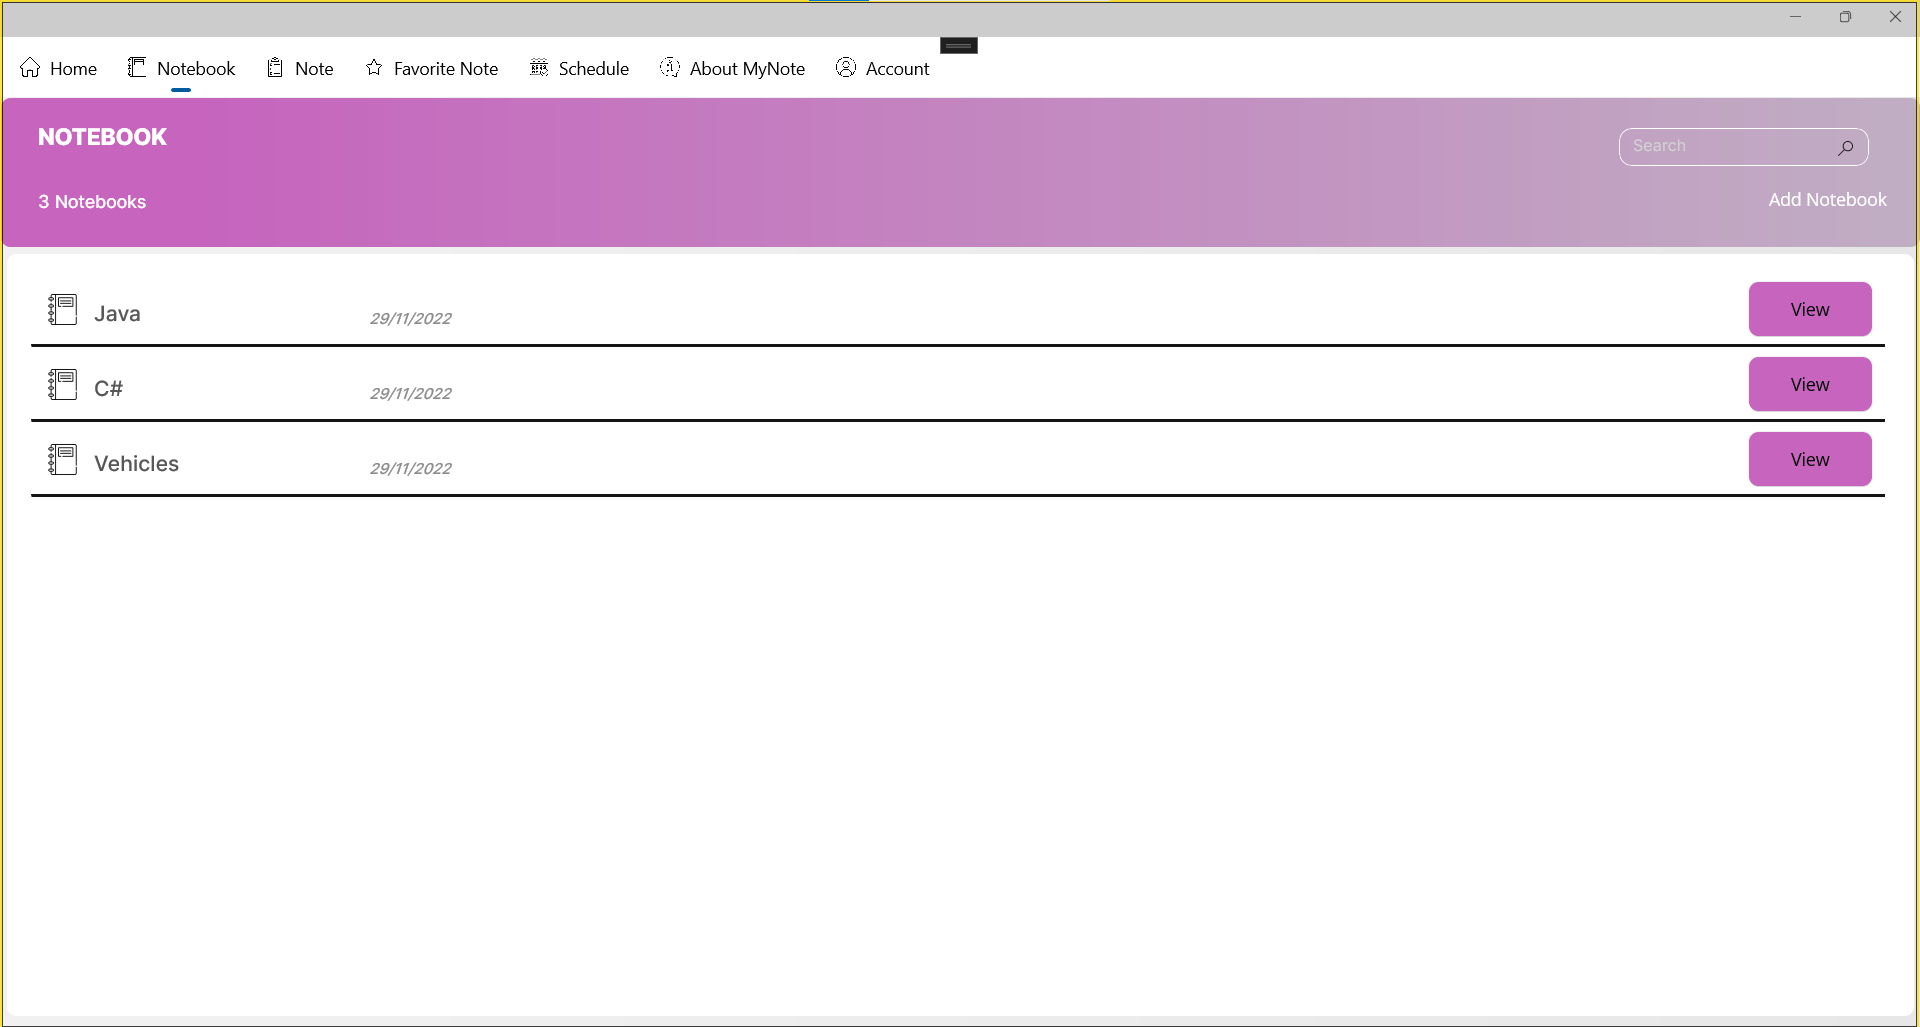 Home Notebook Note Favorite Note Schedule About MyNote Account
NOTEBOOK
Search
3 Notebooks
Add Notebook
Java 29/11/2022 View
C# 29/11/2022 View
Vehicles 29/11/2022 View